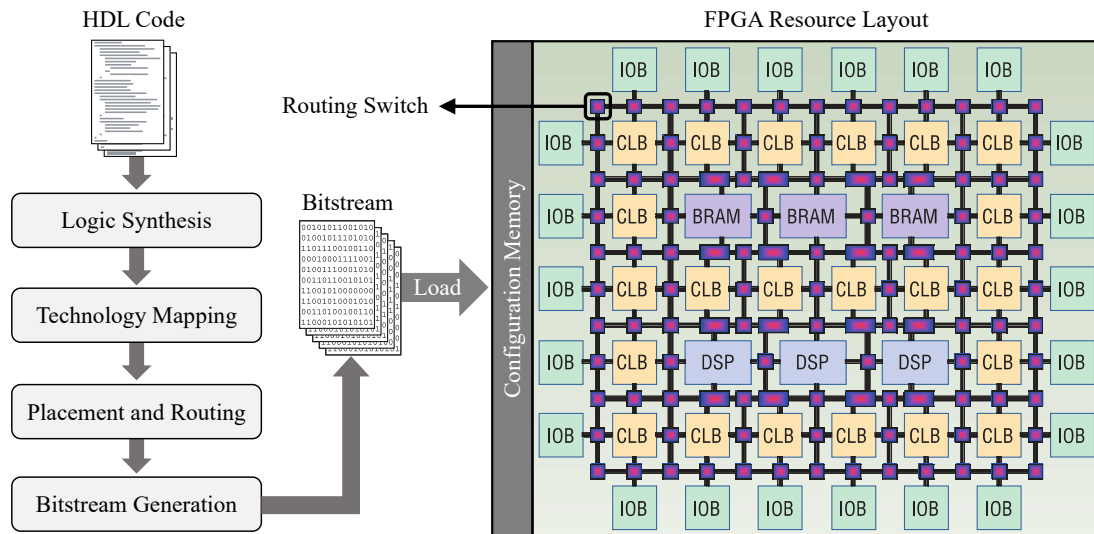 HDL Code
Logic Synthesis
Technology Mapping
Placement and Routing
Bitstream Generation
Bitstream
00101011001010
Load
Configuration Memory
Routing Switch
FPGA Resource Layout
IOB IOB IOB IOB IOB IOB
IOB CLB CLB CLB CLB CLB CLB IOB
IOB CLB BRAM BRAM BRAM CLB IOB
IOB CLB CLB CLB CLB CLB CLB IOB
IOB CLB DSP DSP DSP CLB IOB
IOB CLB CLB CLB CLB CLB CLB IOB
IOB IOB IOB IOB IOB IOB